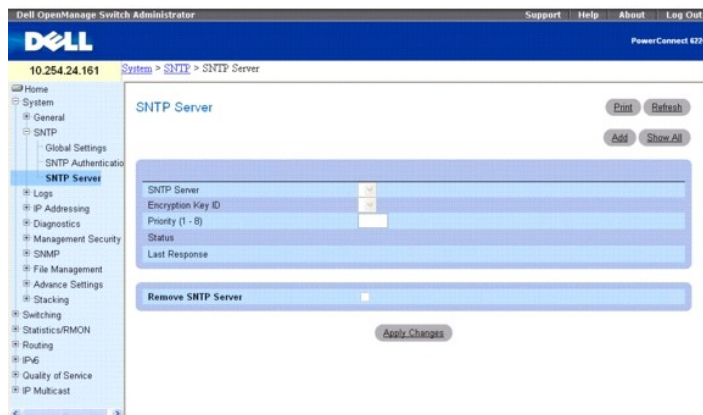 Dell OpenManage Switch Administrator
Support Help About Log Out
DELL
PowerConnect 622
10.254.24.161
System > SNTP > SNTP Server
Home
System
General
SNTP
Global Settings
SNTP Authenticatio
SNTP Server
Logs
IP Addressing
Diagnostics
Management Security
SNMP
File Management
Advance Settings
Stacking
Switching
Statistics/RMON
Routing
IPv6
Quality of Service
IP Multicast
SNTP Server
Print Refresh
Add Show All
SNTP Server
Encryption Key ID
Priority (1 - 8)
Status
Last Response
Remove SNTP Server
Apply Changes